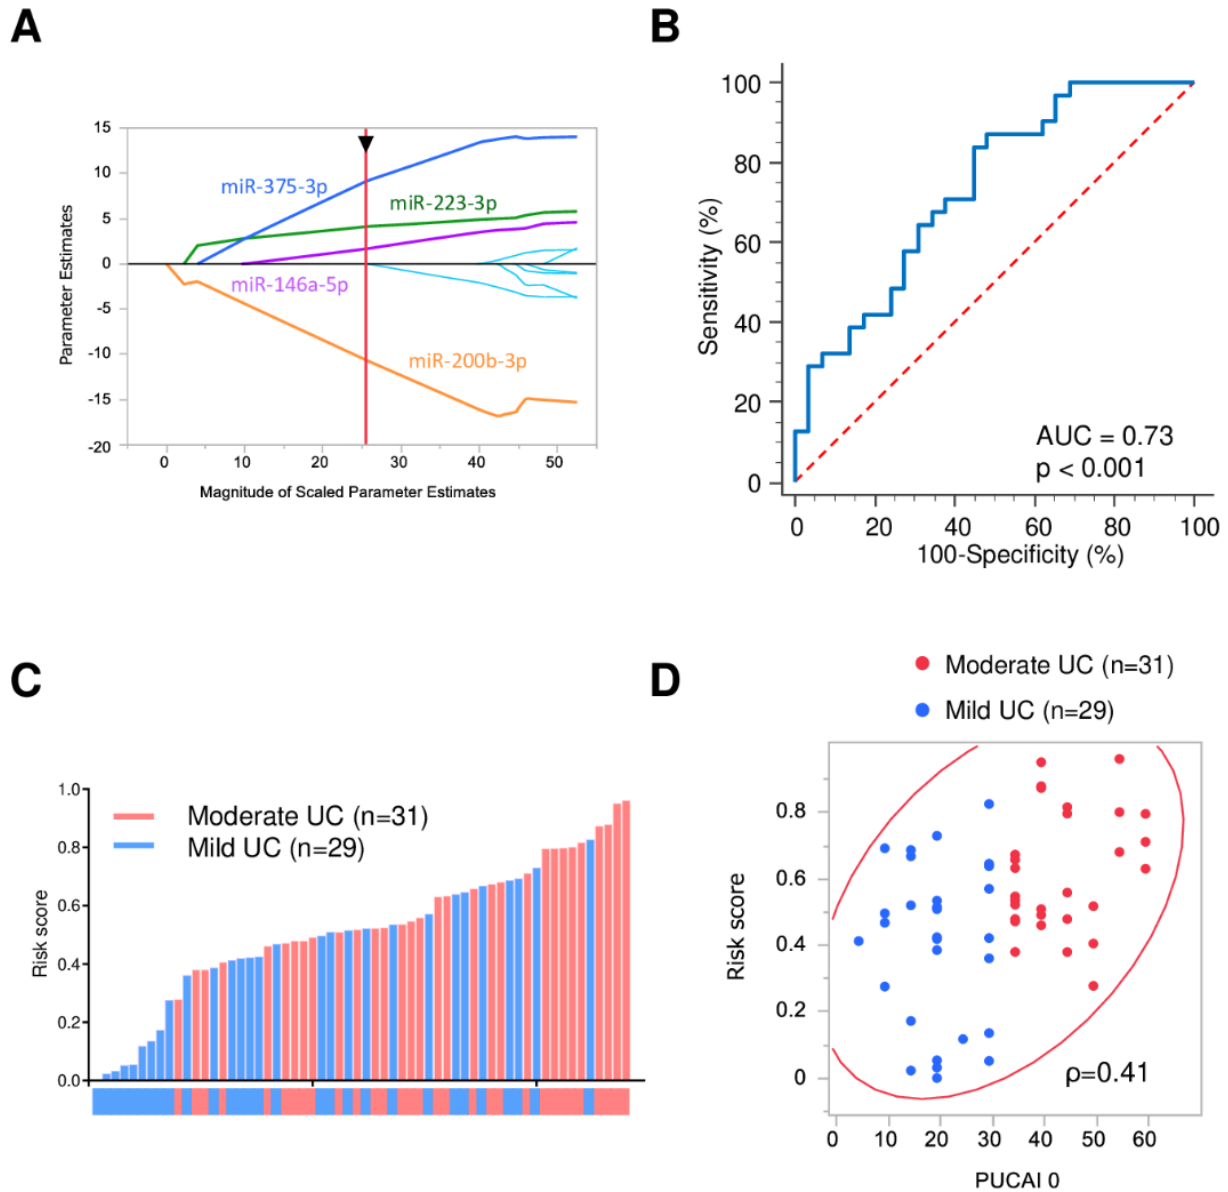 A
15
10
5
0
-5
-10
-15
-20
Parameter Estimates
miR-375-3p
miR-223-3p
miR-146a-5p
miR-200b-3p
0 10 20 30 40 50
Magnitude of Scaled Parameter Estimates
B
100
80
60
40
20
0
Sensitivity (%)
AUC = 0.73
p < 0.001
0 20 40 60 80 100
100-Specificity (%)
C
1.0
0.8
0.6
0.4
0.2
0.0
Risk score
Moderate UC (n=31)
Mild UC (n=29)
D
Moderate UC (n=31)
Mild UC (n=29)
0.8
0.6
0.4
0.2
0
Risk score
ρ=0.41
0 10 20 30 40 50 60
PUCAI 0